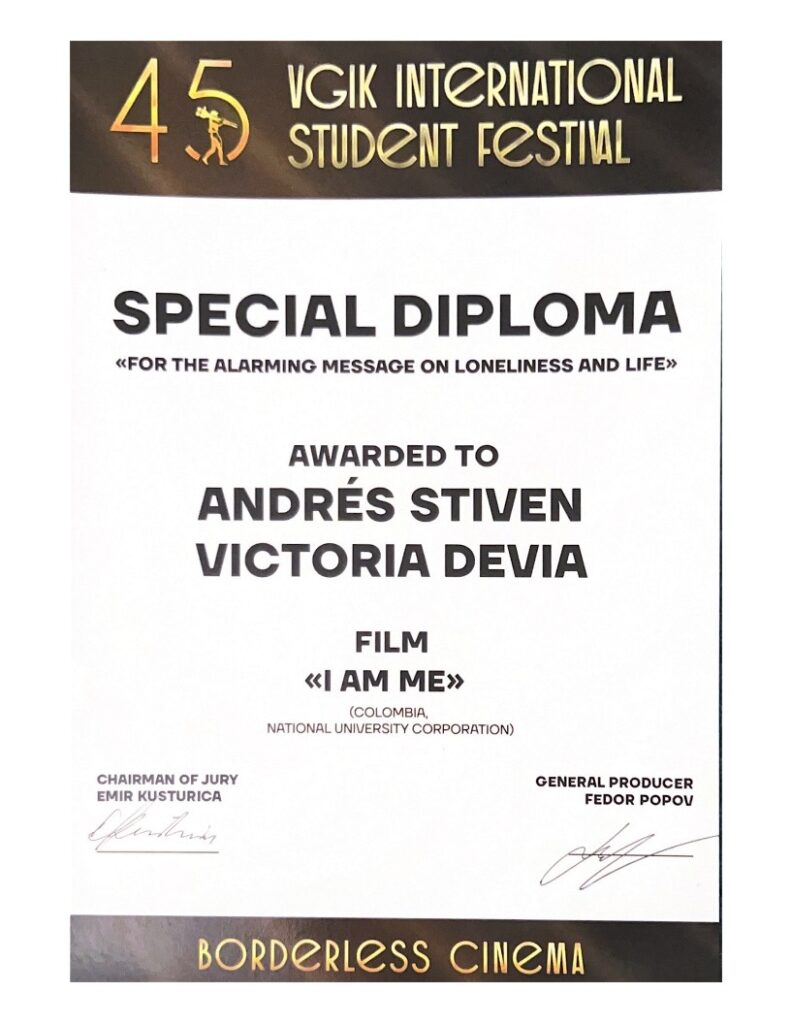 45 VGIK INTERNATIONAL
STUDENT FESTIVAL
SPECIAL DIPLOMA
«FOR THE ALARMING MESSAGE ON LONELINESS AND LIFE»
AWARDED TO
ANDRÉS STIVEN
VICTORIA DEVIA
FILM
«I AM ME»
(COLOMBIA,
NATIONAL UNIVERSITY CORPORATION)
CHAIRMAN OF JURY
EMIR KUSTURICA
GENERAL PRODUCER
FEDOR POPOV
BORDERLESS CINEMA